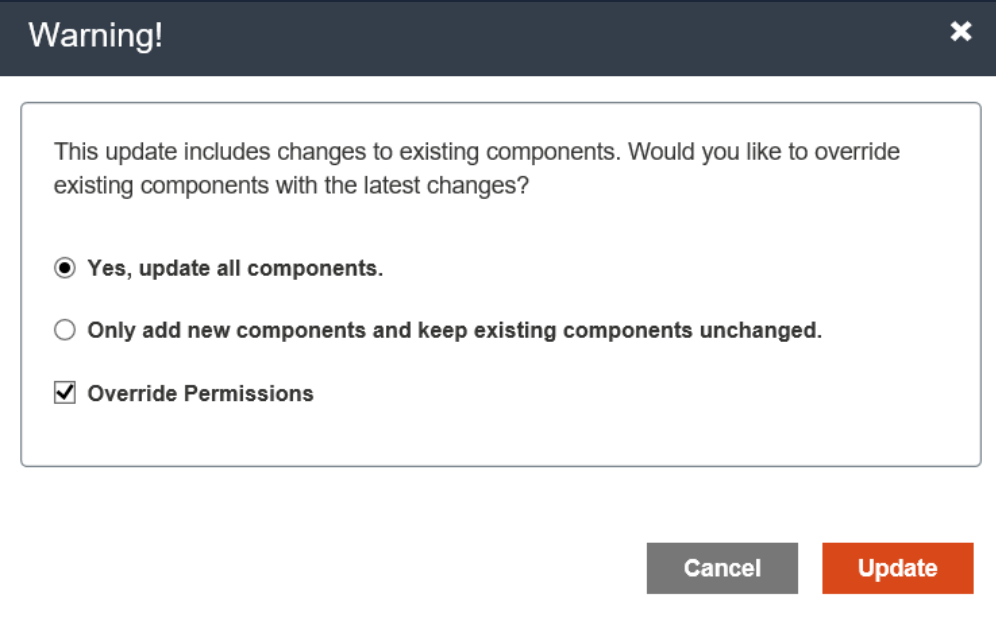 Warning!
This update includes changes to existing components. Would you like to override
existing components with the latest changes?
Yes, update all components.
Only add new components and keep existing components unchanged.
Override Permissions
Cancel
Update